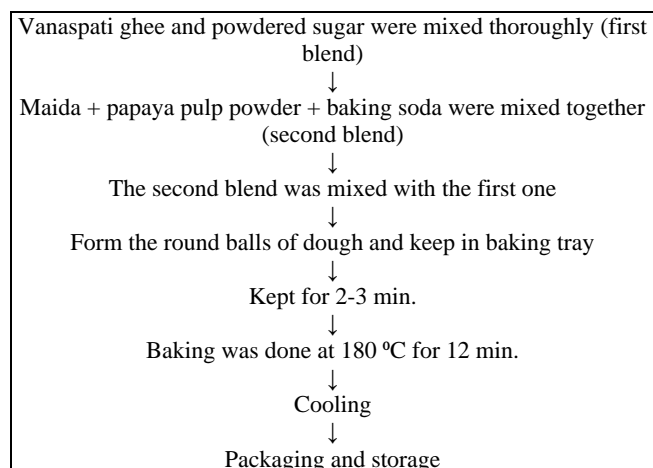 Vanaspati ghee and powdered sugar were mixed thoroughly (first
blend)
↓
Maida + papaya pulp powder + baking soda were mixed together
(second blend)
↓
The second blend was mixed with the first one
↓
Form the round balls of dough and keep in baking tray
↓
Kept for 2-3 min.
↓
Baking was done at 180 ⁰C for 12 min.
↓
Cooling
↓
Packaging and storage